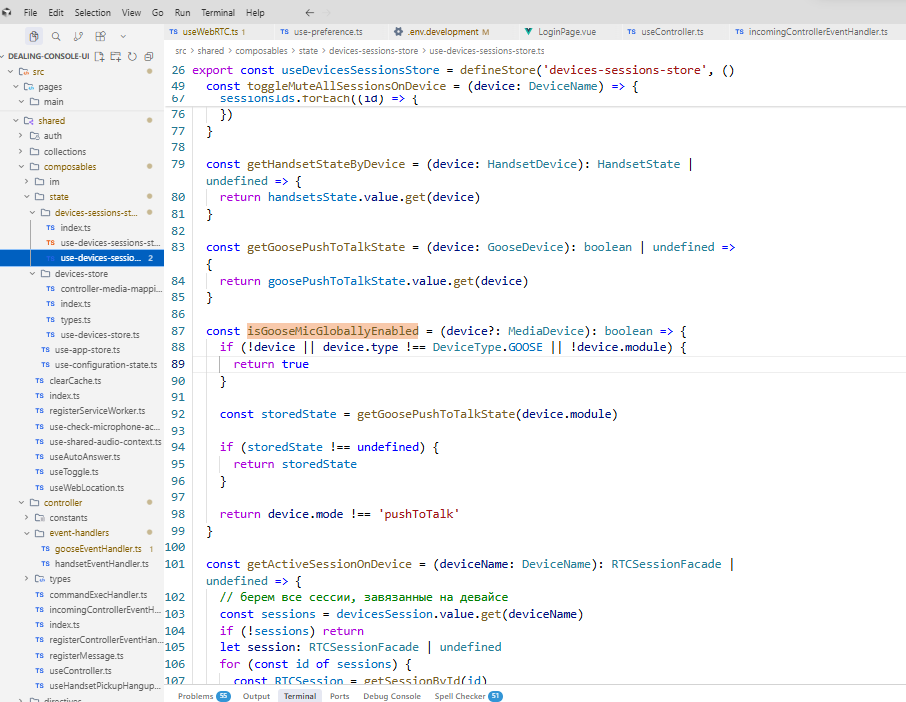 File Edit Selection View Go Run Terminal Help
TS useWebRTC.ts 1 TS use-preference.ts .env.development M LoginPage.vue TS useController.ts TS incomingControllerEventHandler.ts
DEALING-CONSOLE-UI
src
pages
main
shared
auth
collections
composables
im
state
devices-sessions-st...
TS index.ts
TS use-devices-sessions-st...
TS use-devices-sessio... 2
devices-store
TS controller-media-mappi...
TS index.ts
TS types.ts
TS use-devices-store.ts
TS use-app-store.ts
TS use-configuration-state.ts
TS clearCache.ts
TS index.ts
TS registerServiceWorker.ts
TS use-check-microphone-ac...
TS use-shared-audio-context.ts
TS useAutoAnswer.ts
TS useToggle.ts
TS useWebLocation.ts
controller
constants
event-handlers
TS gooseEventHandler.ts 1
TS handsetEventHandler.ts
types
TS commandExecHandler.ts
TS incomingControllerEventH...
TS index.ts
TS registerControllerEventHan...
TS registerMessage.ts
TS useController.ts
TS useHandsetPickupHangup...
directives
src > shared > composables > state > devices-sessions-store > TS use-devices-sessions-store.ts
26 export const useDevicesSessionsStore = defineStore('devices-sessions-store', ()
49 const toggleMuteAllSessionsOnDevice = (device: DeviceName) => {
67 sessionsIds.forEach((id) => {
76 })
77 }
78
79 const getHandsetStateByDevice = (device: HandsetDevice): HandsetState |
undefined => {
80 return handsetsState.value.get(device)
81 }
82
83 const getGoosePushToTalkState = (device: GooseDevice): boolean | undefined =>
{
84 return goosePushToTalkState.value.get(device)
85 }
86
87 const isGooseMicGloballyEnabled = (device?: MediaDevice): boolean => {
88 if (!device || device.type !== DeviceType.GOOSE || !device.module) {
89 return true
90 }
91
92 const storedState = getGoosePushToTalkState(device.module)
93
94 if (storedState !== undefined) {
95 return storedState
96 }
97
98 return device.mode !== 'pushToTalk'
99 }
100
101 const getActiveSessionOnDevice = (deviceName: DeviceName): RTCSessionFacade |
undefined => {
102 // берем все сессии, завязанные на девайсе
103 const sessions = devicesSession.value.get(deviceName)
104 if (!sessions) return
105 let session: RTCSessionFacade | undefined
106 for (const id of sessions) {
107 const RTCSession = getSessionById(id)
Problems 55 Output Terminal Ports Debug Console Spell Checker 51